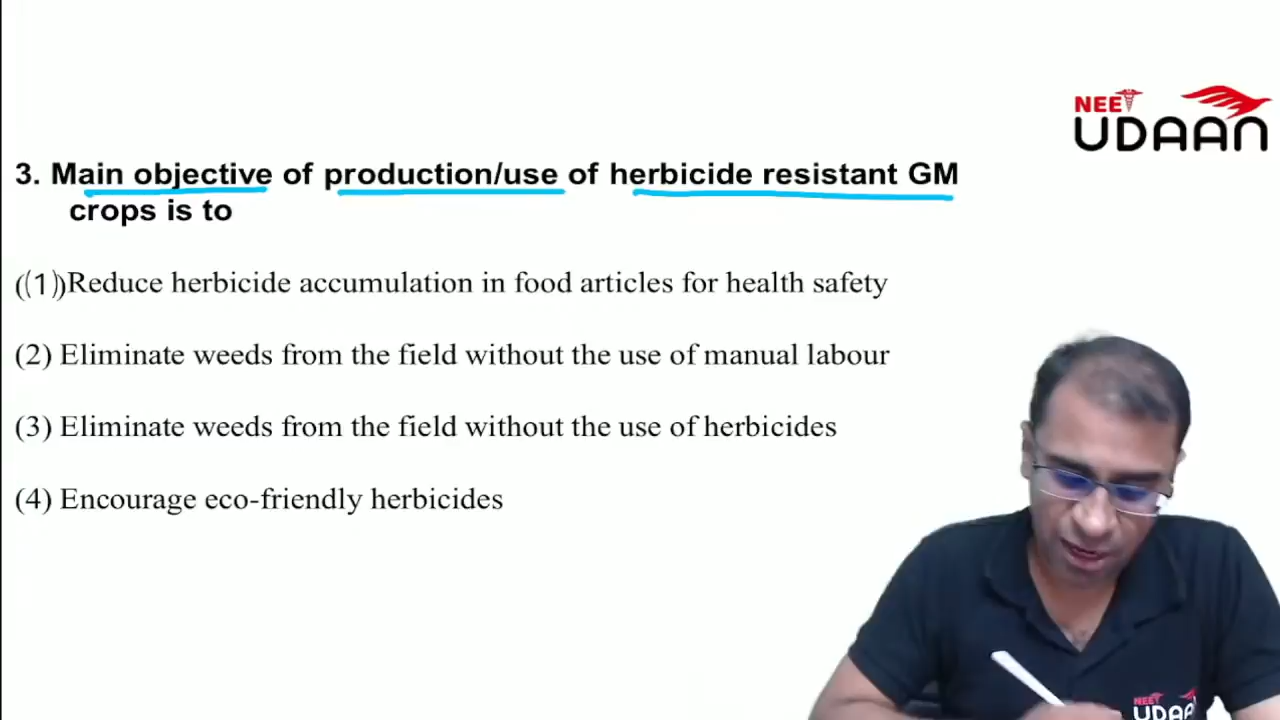 NEET
UDAAN
3. Main objective of production/use of herbicide resistant GM
crops is to
((1))Reduce herbicide accumulation in food articles for health safety
(2) Eliminate weeds from the field without the use of manual labour
(3) Eliminate weeds from the field without the use of herbicides
(4) Encourage eco-friendly herbicides
NEET
UDAA